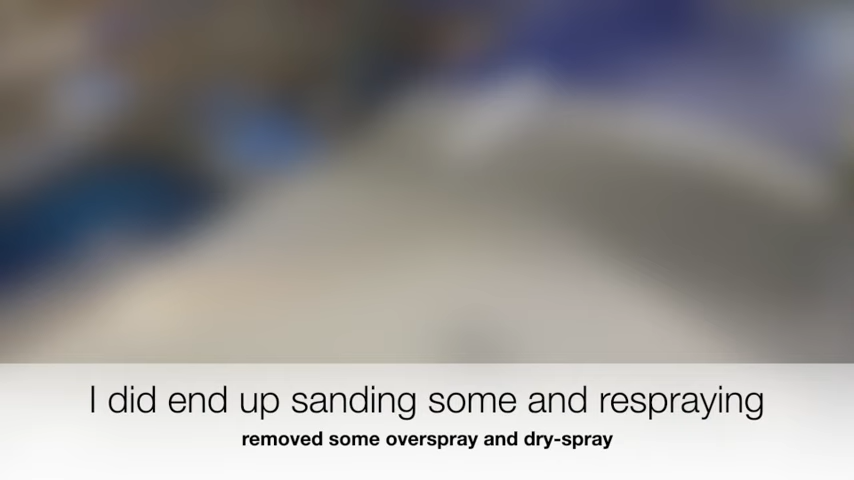 I did end up sanding some and respraying
removed some overspray and dry-spray